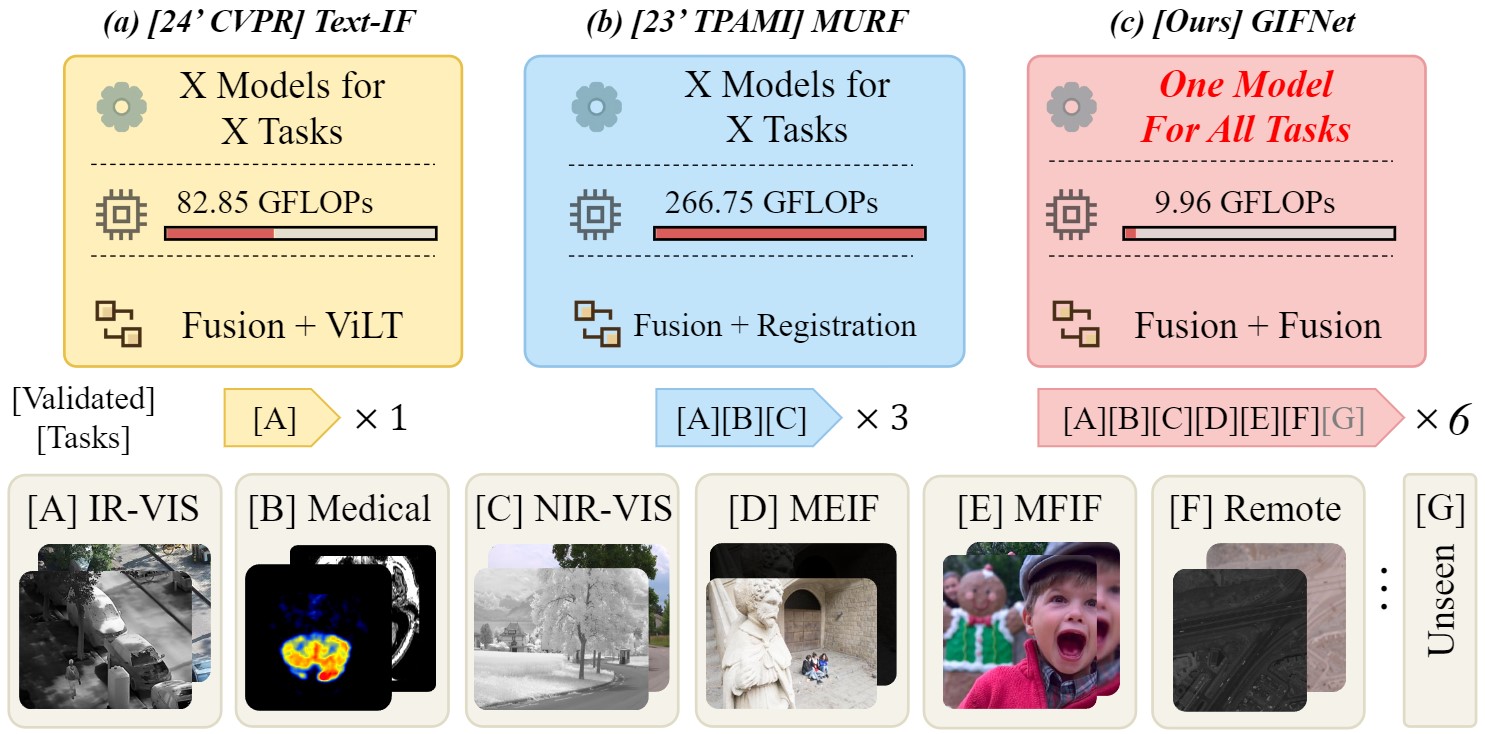 (a) [24’ CVPR] Text-IF
(b) [23’ TPAMI] MURF
(c) [Ours] GIFNet
X Models for
X Tasks
82.85 GFLOPs
Fusion + ViLT
X Models for
X Tasks
266.75 GFLOPs
Fusion + Registration
One Model
For All Tasks
9.96 GFLOPs
Fusion + Fusion
[Validated]
[Tasks]
[A] × 1
[A][B][C] × 3
[A][B][C][D][E][F][G] × 6
[A] IR-VIS
[B] Medical
[C] NIR-VIS
[D] MEIF
[E] MFIF
[F] Remote
⋮
[G]
Unseen